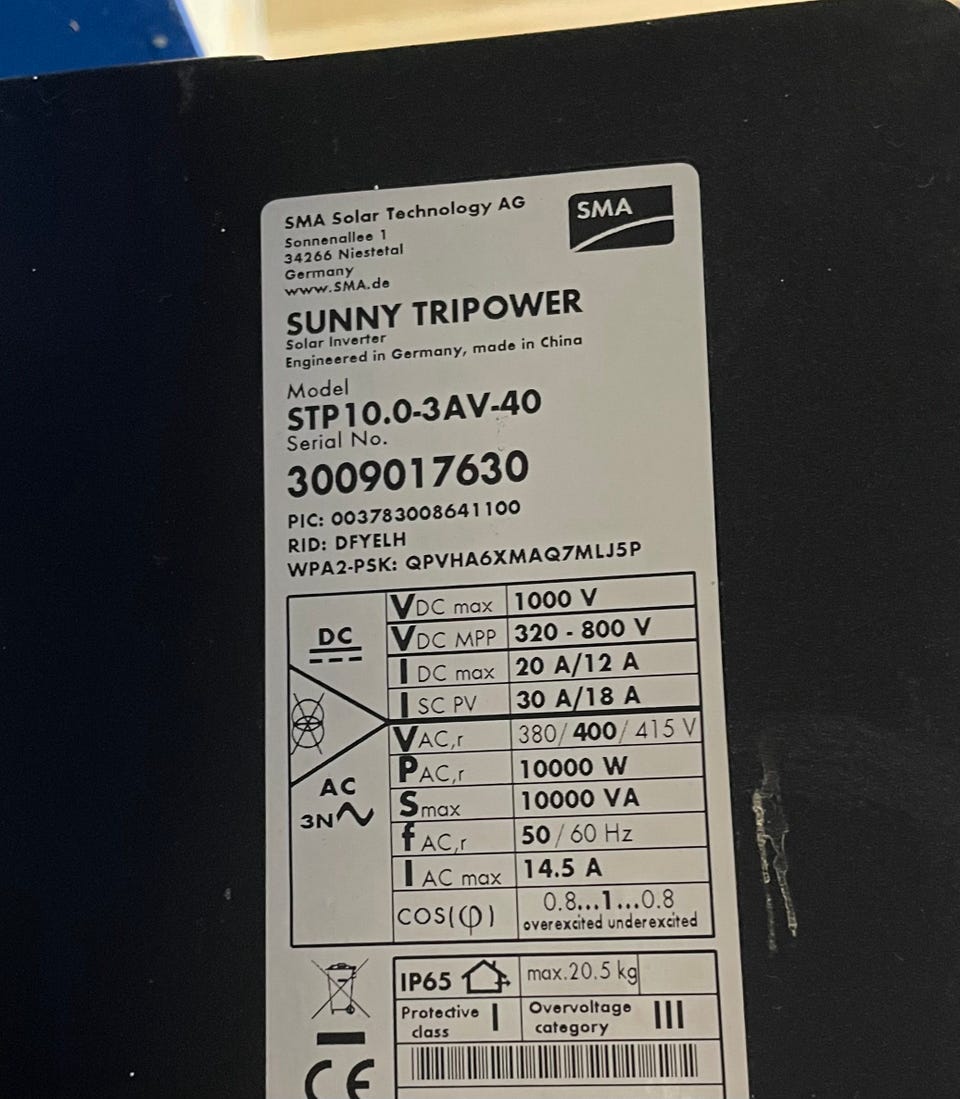 SMA Solar Technology AG
SMA
Sonnenallee 1
34266 Niestetal
Germany
www.SMA.de
SUNNY TRIPOWER
Solar Inverter
Engineered in Germany, made in China
Model
STP10.0-3AV-40
Serial No.
3009017630
PIC: 003783008641100
RID: DFYELH
WPA2-PSK: QPVHA6XMAQ7MLJ5P
DC
VDC max 1000 V
VDC MPP 320 - 800 V
I DC max 20 A/12 A
I SC PV 30 A/18 A
AC
3N
VAC,r 380/400/415 V
PAC,r 10000 W
Smax 10000 VA
fAC,r 50/60 Hz
I AC max 14.5 A
cos(φ) 0.8...1...0.8
overexcited underexcited
IP65 max.20.5 kg
Protective class I
Overvoltage category III
CE